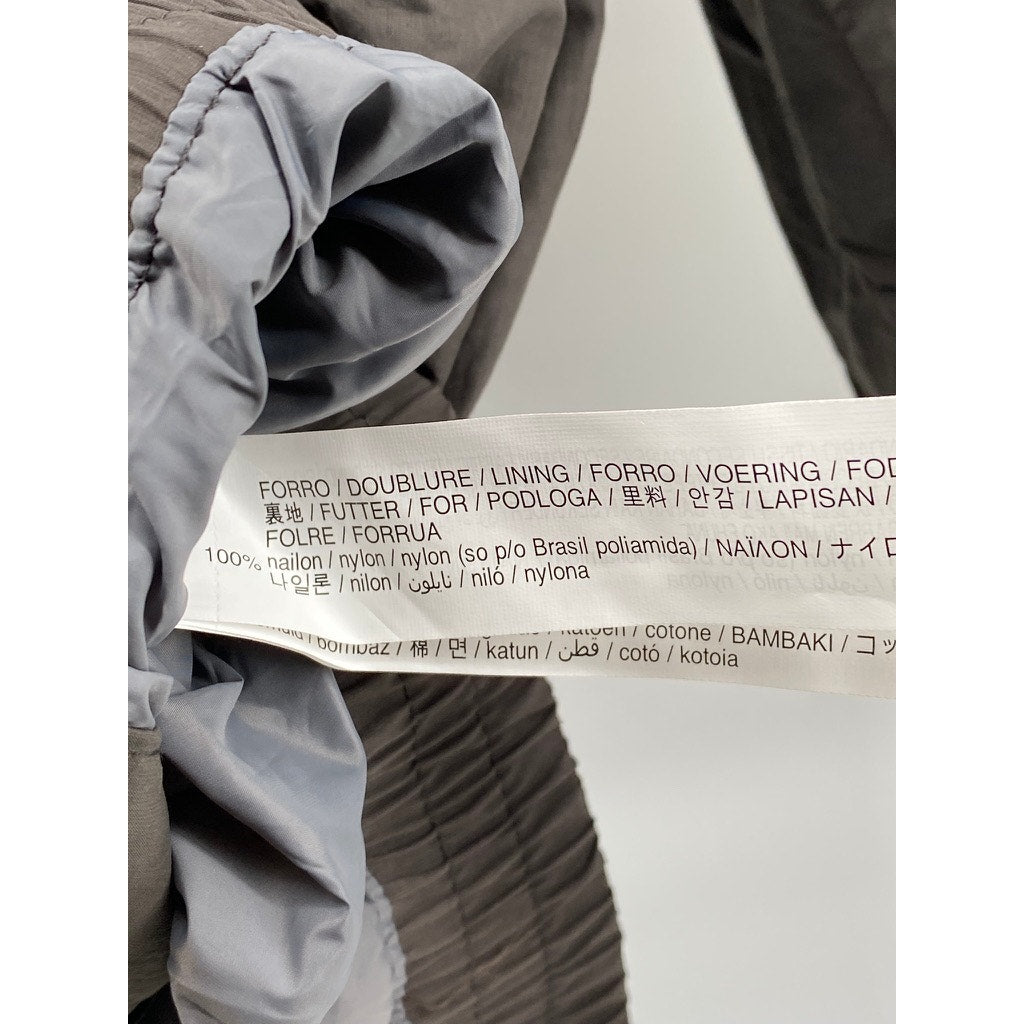 FORRO / DOUBLURE / LINING / FORRO / VOERING / FOD
裏地 / FUTTER / FOR / PODLOGA / 里料 / 안감 / LAPISAN /
FOLRE / FORRUA
100% nailon / nylon / nylon (so p/o Brasil poliamida) / ΝΑΪΛΟΝ / ナイロ
나일론 / nilon / نايلون / niló / nylona
katoen / cotone / BAMBAKI / コッ
bombaz / 棉 / 면 / katun / قطن / cotó / kotoia